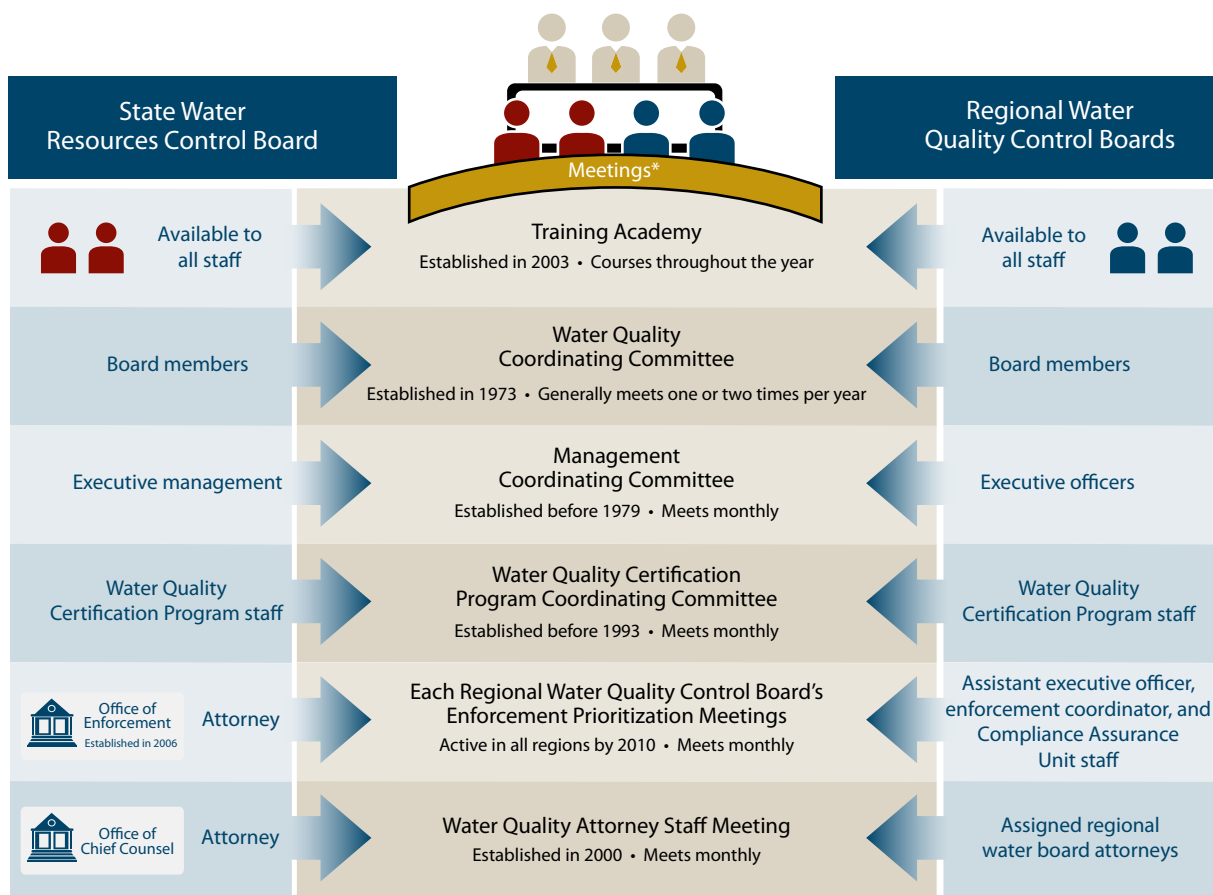 State Water
Resources Control Board
Meetings*
Regional Water
Quality Control Boards
Available to
all staff
Training Academy
Established in 2003 • Courses throughout the year
Available to
all staff
Board members
Water Quality
Coordinating Committee
Established in 1973 • Generally meets one or two times per year
Board members
Executive management
Management
Coordinating Committee
Established before 1979 • Meets monthly
Executive officers
Water Quality
Certification Program staff
Water Quality Certification
Program Coordinating Committee
Established before 1993 • Meets monthly
Water Quality
Certification Program staff
Office of
Enforcement
Established in 2006
Attorney
Each Regional Water Quality Control Board's
Enforcement Prioritization Meetings
Active in all regions by 2010 • Meets monthly
Assistant executive officer,
enforcement coordinator, and
Compliance Assurance
Unit staff
Office of
Chief Counsel
Attorney
Water Quality Attorney Staff Meeting
Established in 2000 • Meets monthly
Assigned regional
water board attorneys